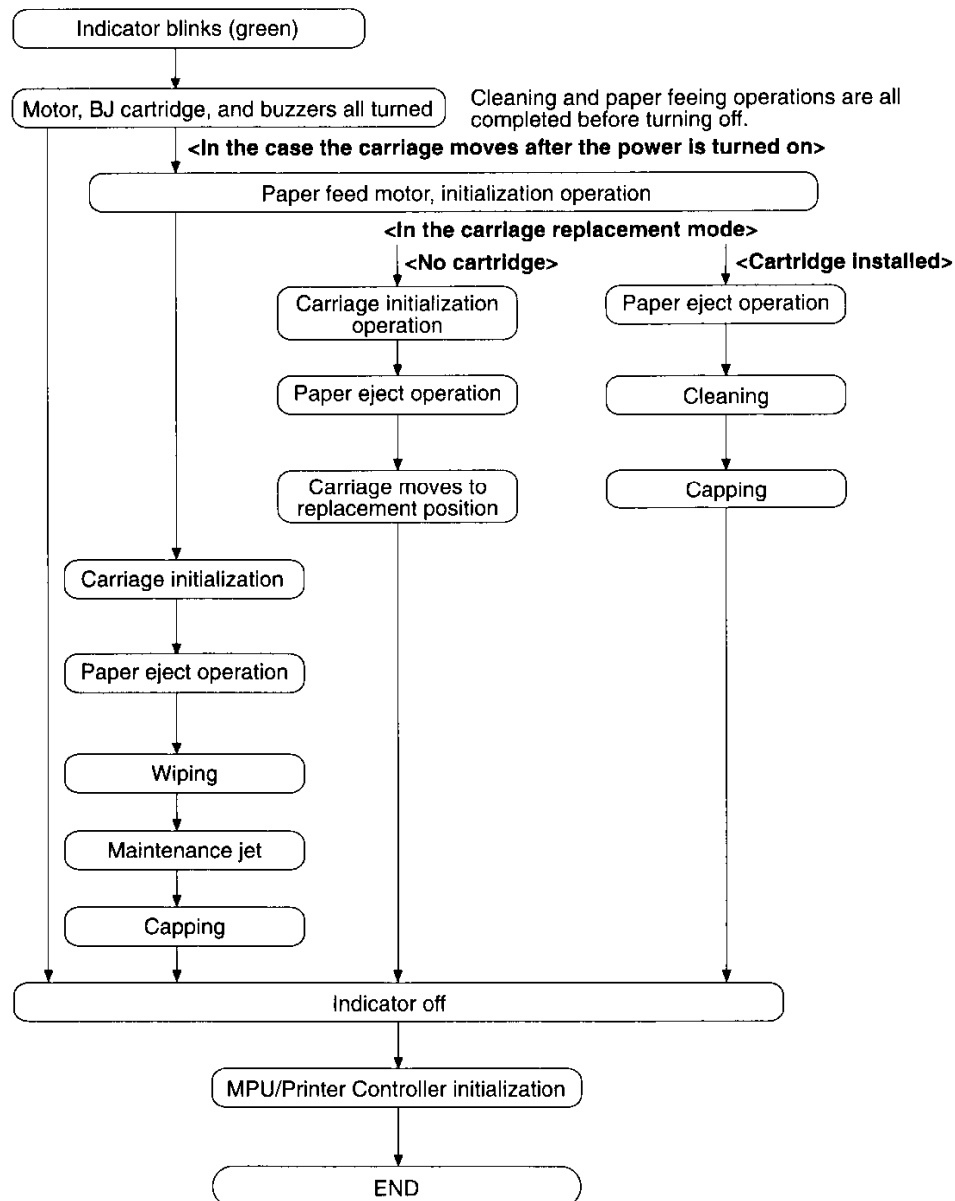 Indicator blinks (green)
Motor, BJ cartridge, and buzzers all turned
Cleaning and paper feeing operations are all
completed before turning off.
<In the case the carriage moves after the power is turned on>
Paper feed motor, initialization operation
<In the carriage replacement mode>
<No cartridge>
<Cartridge installed>
Carriage initialization
operation
Paper eject operation
Paper eject operation
Cleaning
Carriage moves to
replacement position
Capping
Carriage initialization
Paper eject operation
Wiping
Maintenance jet
Capping
Indicator off
MPU/Printer Controller initialization
END